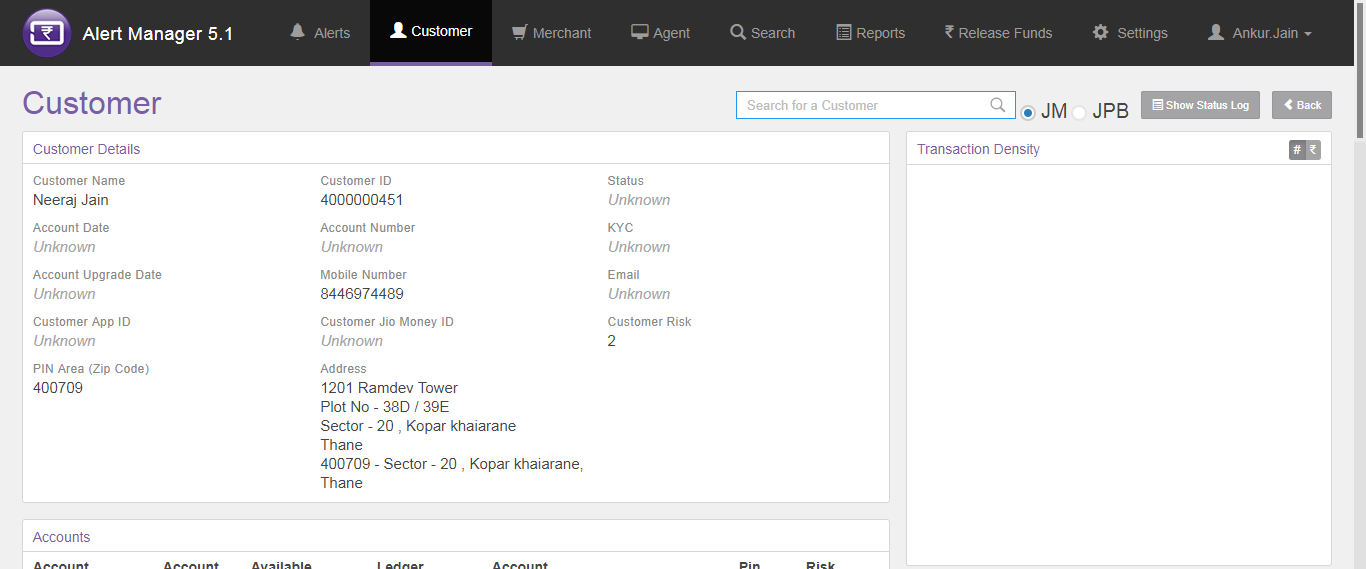 Alert Manager 5.1
Alerts
Customer
Merchant
Agent
Search
Reports
₹ Release Funds
Settings
Ankur.Jain
Customer
Search for a Customer
JM
JPB
Show Status Log
Back
Customer Details
Customer Name
Neeraj Jain
Customer ID
4000000451
Status
Unknown
Account Date
Unknown
Account Number
Unknown
KYC
Unknown
Account Upgrade Date
Unknown
Mobile Number
8446974489
Email
Unknown
Customer App ID
Unknown
Customer Jio Money ID
Unknown
Customer Risk
2
PIN Area (Zip Code)
400709
Address
1201 Ramdev Tower
Plot No - 38D / 39E
Sector - 20 , Kopar khaiarane
Thane
400709 - Sector - 20 , Kopar khaiarane,
Thane
Transaction Density
# ₹
Accounts
Account Account Available Ledger Account Pin Risk